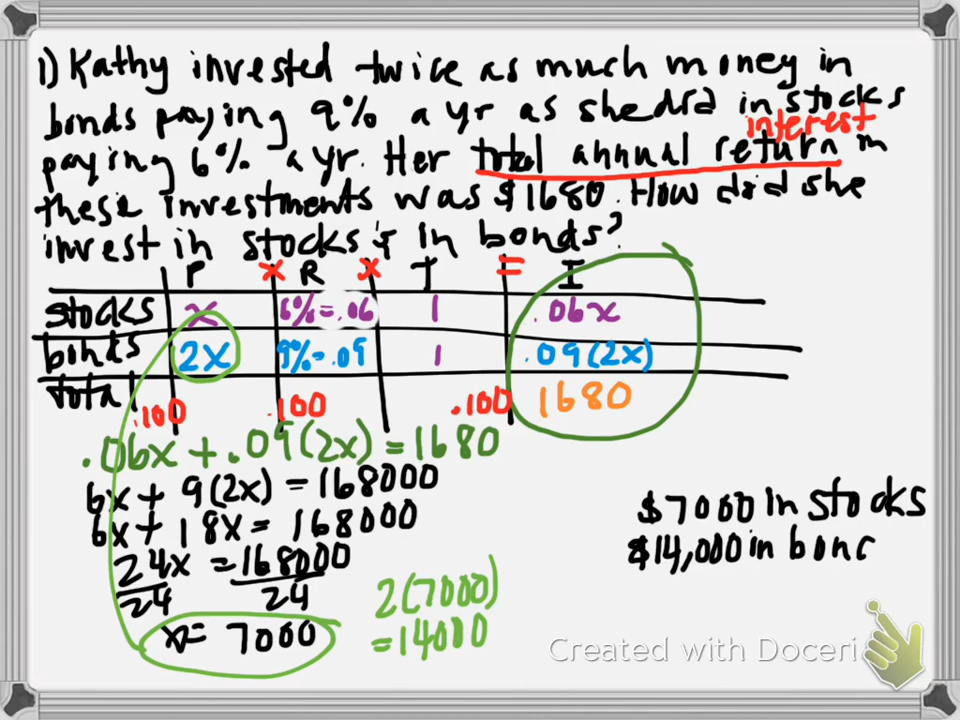 1) Kathy invested twice as much money in
bonds paying 9% a yr as she did in stocks
interest
paying 6% a yr. Her total annual return in
these investments was $1680. How did she
invest in stocks & in bonds?
P × R × T = I
stocks x 6%=.06 1 .06x
bonds 2x 9%=.09 1 .09(2x)
total 1680
.100 .100 .100
.06x + .09(2x) = 1680
6x + 9(2x) = 168000
6x + 18x = 168000
24x = 168000
24 24
x = 7000
2(7000)
= 14000
$7000 in stocks
$14,000 in bonc
Created with Doceri